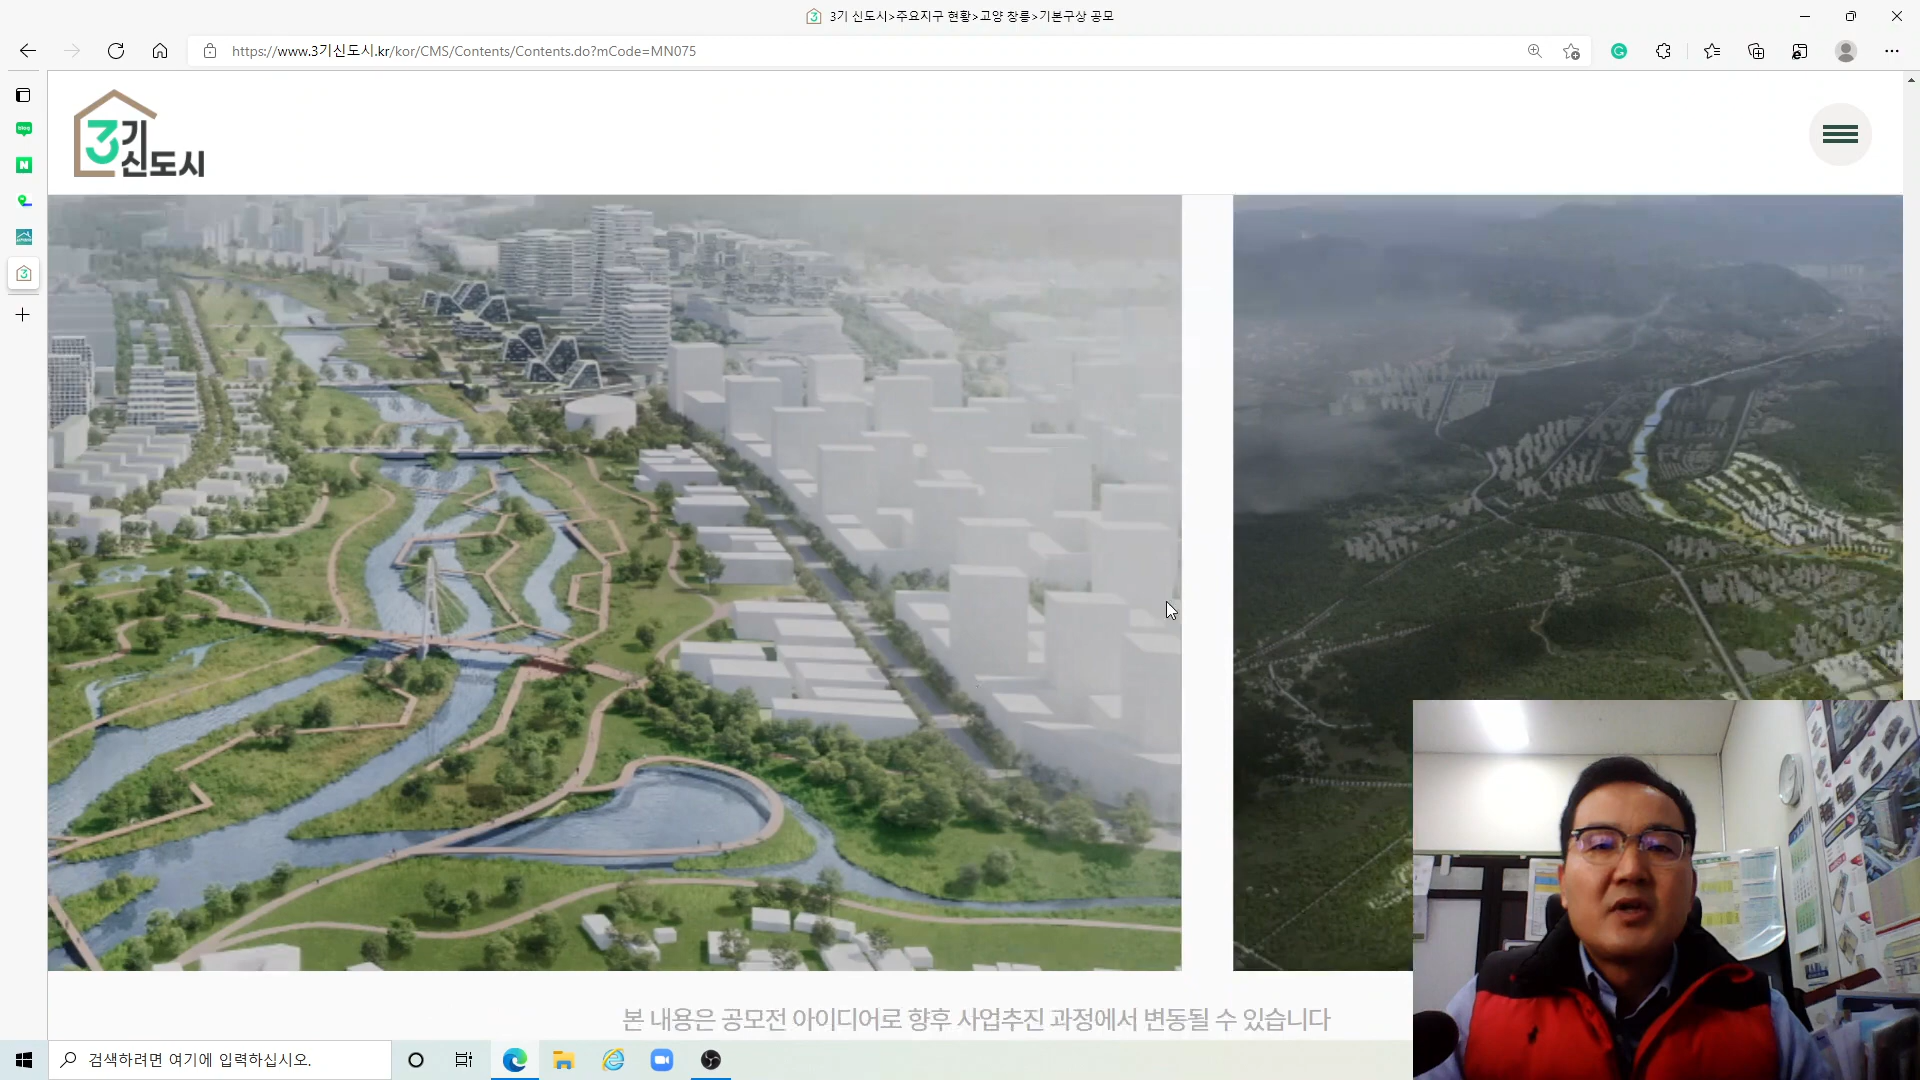 3기 신도시>주요지구 현황>고양 창릉>기본구상 공모
https://www.3기신도시.kr/kor/CMS/Contents/Contents.do?mCode=MN075
3기
신도시
blog
N
3
본 내용은 공모전 아이디어로 향후 사업추진 과정에서 변동될 수 있습니다
검색하려면 여기에 입력하십시오.